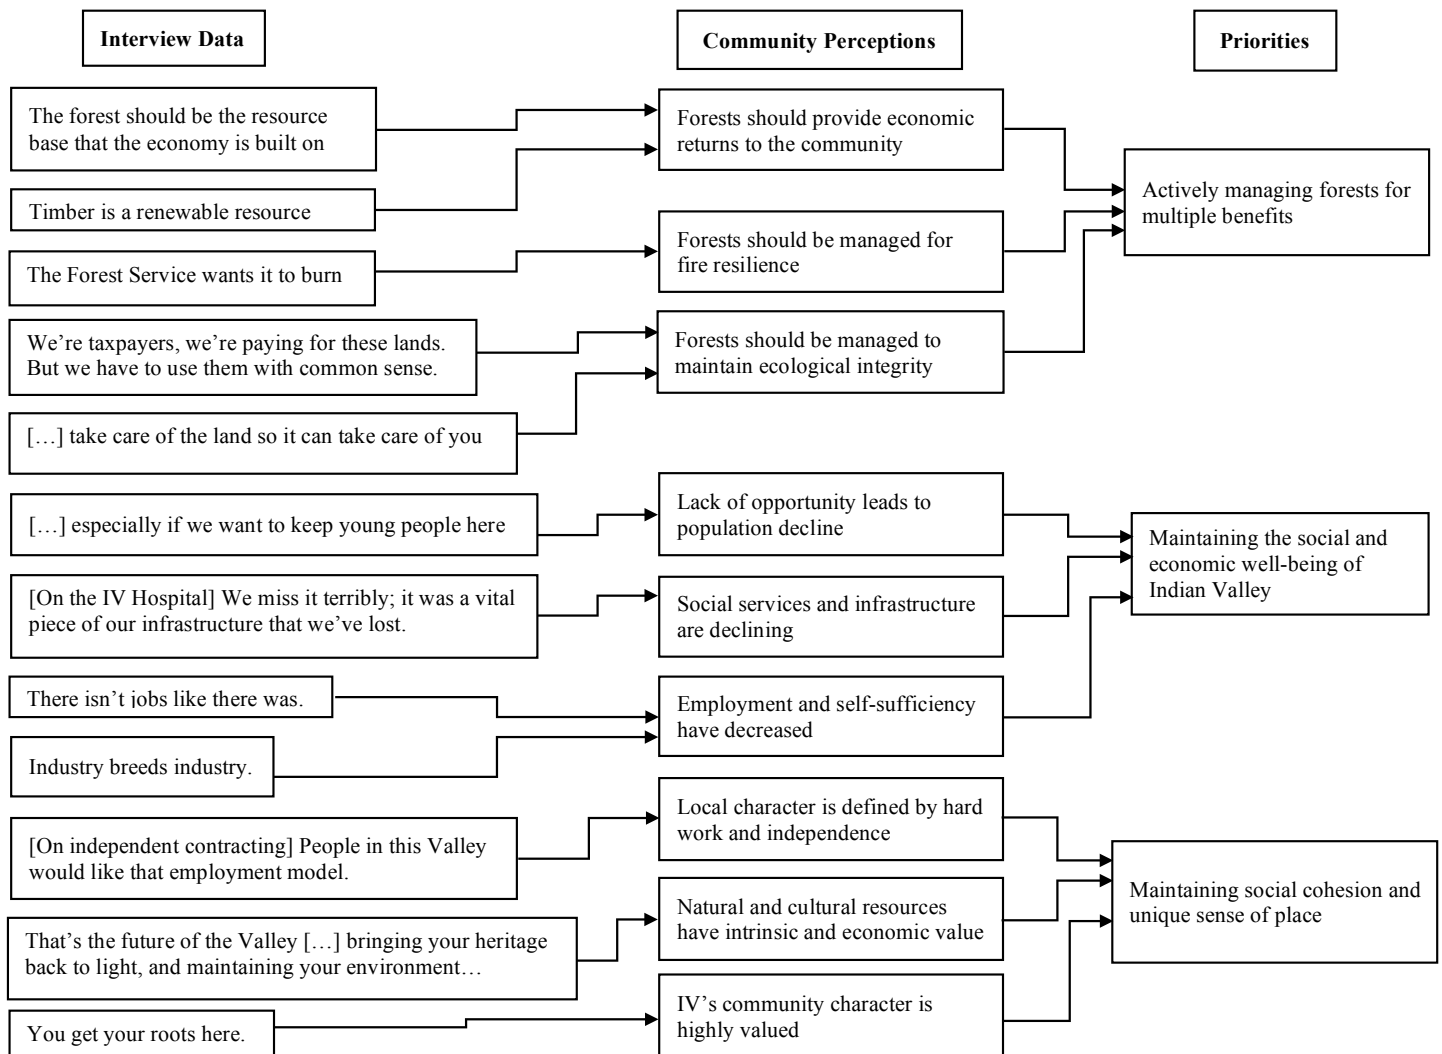 Interview Data
Community Perceptions
Priorities
The forest should be the resource
base that the economy is built on
Timber is a renewable resource
The Forest Service wants it to burn
We’re taxpayers, we’re paying for these lands.
But we have to use them with common sense.
[…] take care of the land so it can take care of you
[…] especially if we want to keep young people here
[On the IV Hospital] We miss it terribly; it was a vital
piece of our infrastructure that we’ve lost.
There isn’t jobs like there was.
Industry breeds industry.
[On independent contracting] People in this Valley
would like that employment model.
That’s the future of the Valley […] bringing your heritage
back to light, and maintaining your environment…
You get your roots here.
Forests should provide economic
returns to the community
Forests should be managed for
fire resilience
Forests should be managed to
maintain ecological integrity
Lack of opportunity leads to
population decline
Social services and infrastructure
are declining
Employment and self-sufficiency
have decreased
Local character is defined by hard
work and independence
Natural and cultural resources
have intrinsic and economic value
IV’s community character is
highly valued
Actively managing forests for
multiple benefits
Maintaining the social and
economic well-being of
Indian Valley
Maintaining social cohesion and
unique sense of place